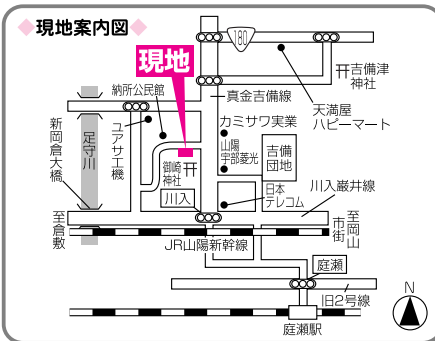 ◆現地案内図◆
180
現地
吉備津
神社
納所公民館
真金吉備線
天満屋
ハピーマート
カミサワ実業
新岡倉大橋
足守川
ユアサ工機
山陽
宇部菱光
吉備
団地
御崎
神社
川入
日本
テレコム
川入巌井線
至倉敷
至岡山
市街
JR山陽新幹線
庭瀬
旧2号線
庭瀬駅
N